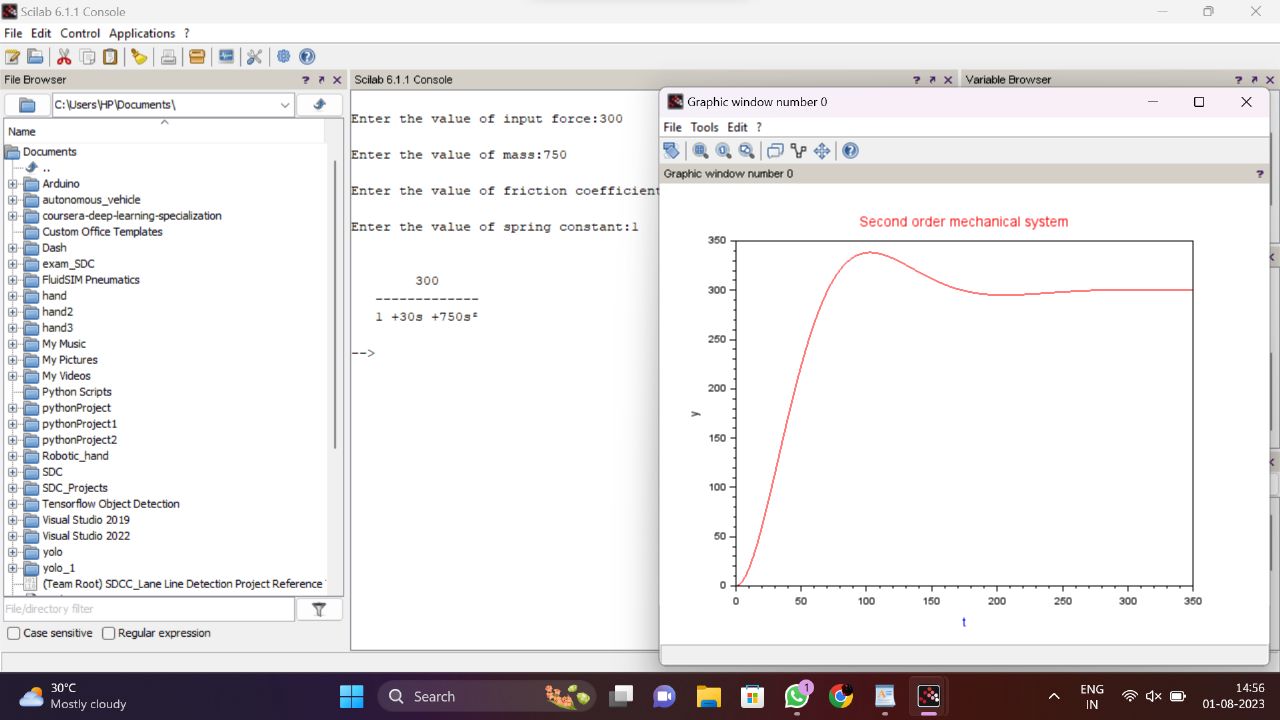 Scilab 6.1.1 Console
File Edit Control Applications ?
File Browser
C:\Users\HP\Documents\
Name
Documents
..
Arduino
autonomous_vehicle
coursera-deep-learning-specialization
Custom Office Templates
Dash
exam_SDC
FluidSIM Pneumatics
hand
hand2
hand3
My Music
My Pictures
My Videos
Python Scripts
pythonProject
pythonProject1
pythonProject2
Robotic_hand
SDC
SDC_Projects
Tensorflow Object Detection
Visual Studio 2019
Visual Studio 2022
yolo
yolo_1
(Team Root) SDCC_Lane Line Detection Project Reference
File/directory filter
Case sensitive Regular expression
Scilab 6.1.1 Console
Enter the value of input force:300
Enter the value of mass:750
Enter the value of friction coefficient
Enter the value of spring constant:1
300
-------------
1 +30s +750s²
-->
Variable Browser
Graphic window number 0
File Tools Edit ?
Graphic window number 0
Second order mechanical system
350
300
250
200
150
100
50
0
y
0 50 100 150 200 250 300 350
t
30°C
Mostly cloudy
Search
1
ENG
IN
14:56
01-08-2023